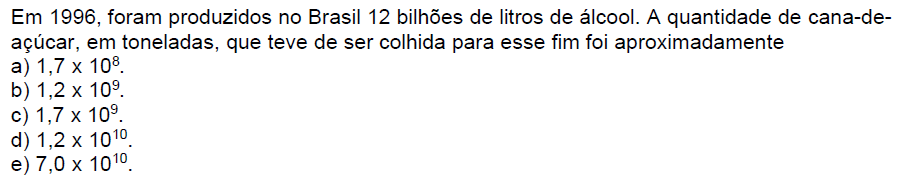 Em 1996, foram produzidos no Brasil 12 bilhões de litros de álcool. A quantidade de cana-de-
açúcar, em toneladas, que teve de ser colhida para esse fim foi aproximadamente
a) 1,7 x 10⁸.
b) 1,2 x 10⁹.
c) 1,7 x 10⁹.
d) 1,2 x 10¹⁰.
e) 7,0 x 10¹⁰.